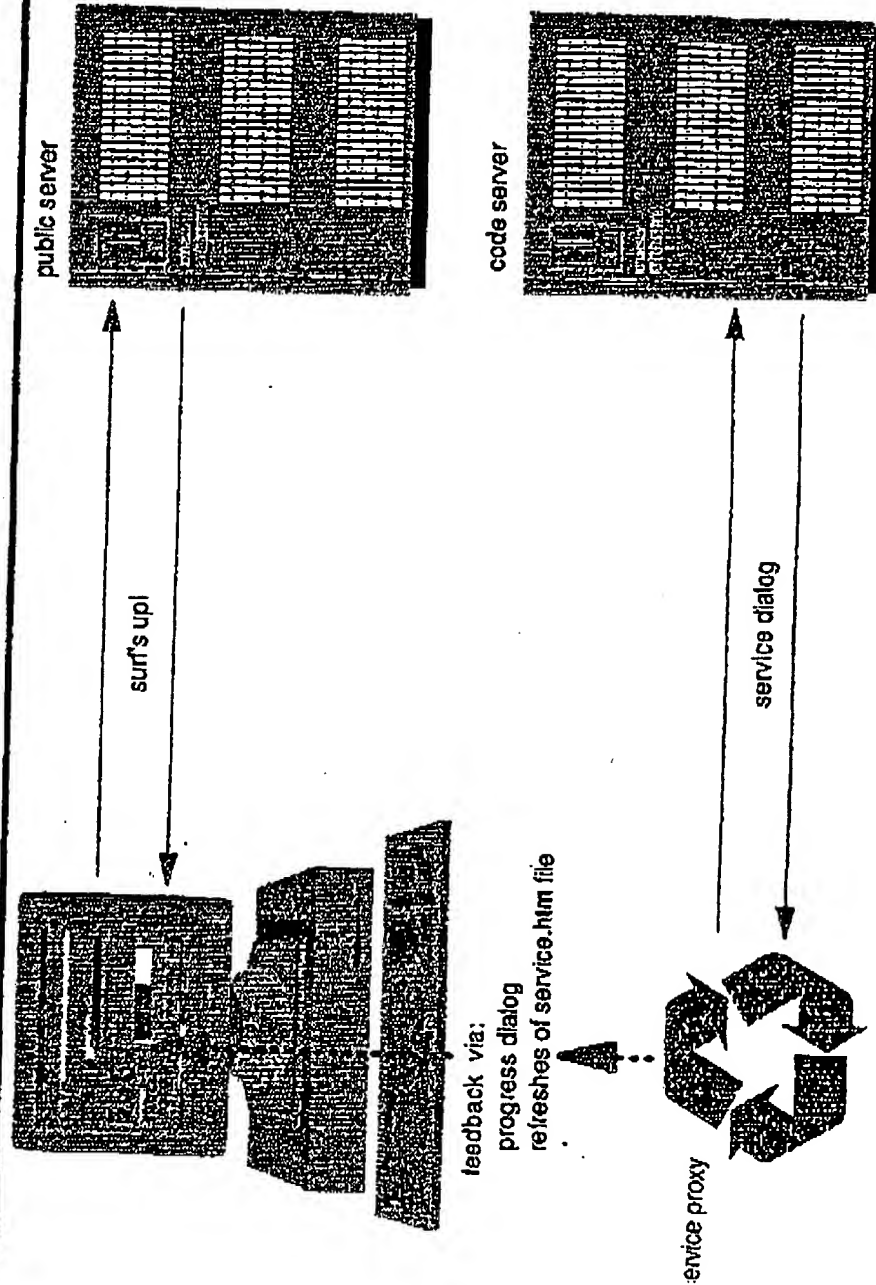 public server
surf's up!
code server
service dialog
feedback via:
progress dialog
refreshes of service.htm file
ervice proxy